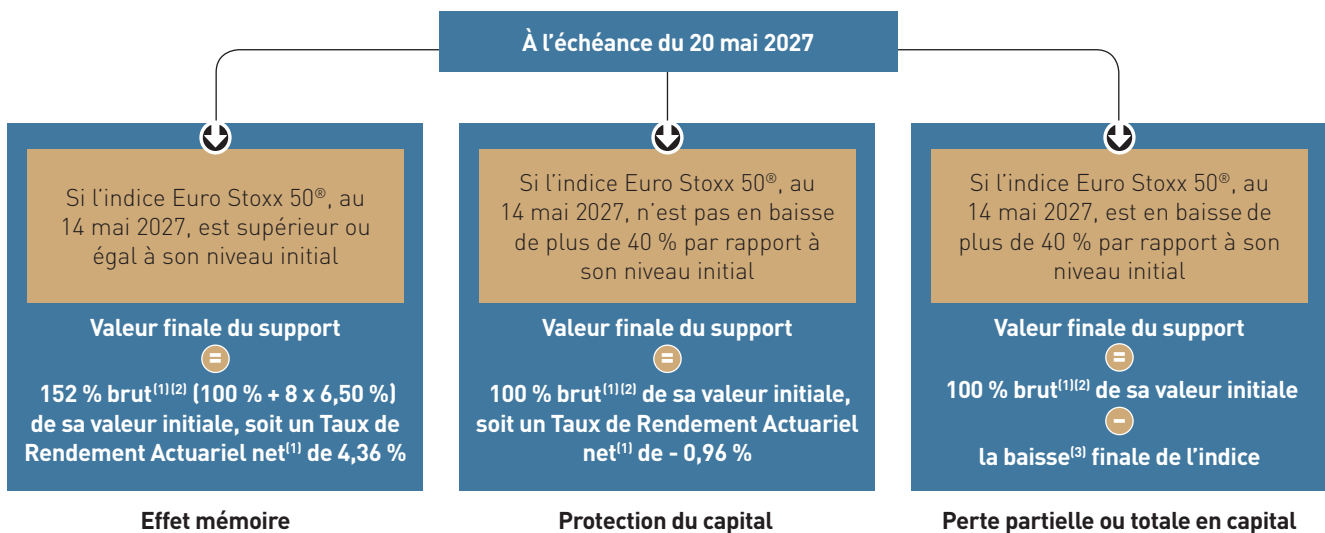 À l'échéance du 20 mai 2027
Si l'indice Euro Stoxx 50®, au
14 mai 2027, est supérieur ou
égal à son niveau initial
Valeur finale du support
=
152 % brut(1)(2) (100 % + 8 x 6,50 %)
de sa valeur initiale, soit un Taux de
Rendement Actuariel net(1) de 4,36 %
Effet mémoire
Si l'indice Euro Stoxx 50®, au
14 mai 2027, n'est pas en baisse
de plus de 40 % par rapport à
son niveau initial
Valeur finale du support
=
100 % brut(1)(2) de sa valeur initiale,
soit un Taux de Rendement Actuariel
net(1) de - 0,96 %
Protection du capital
Si l'indice Euro Stoxx 50®, au
14 mai 2027, est en baisse de
plus de 40 % par rapport à son
niveau initial
Valeur finale du support
=
100 % brut(1)(2) de sa valeur initiale
-
la baisse(3) finale de l'indice
Perte partielle ou totale en capital